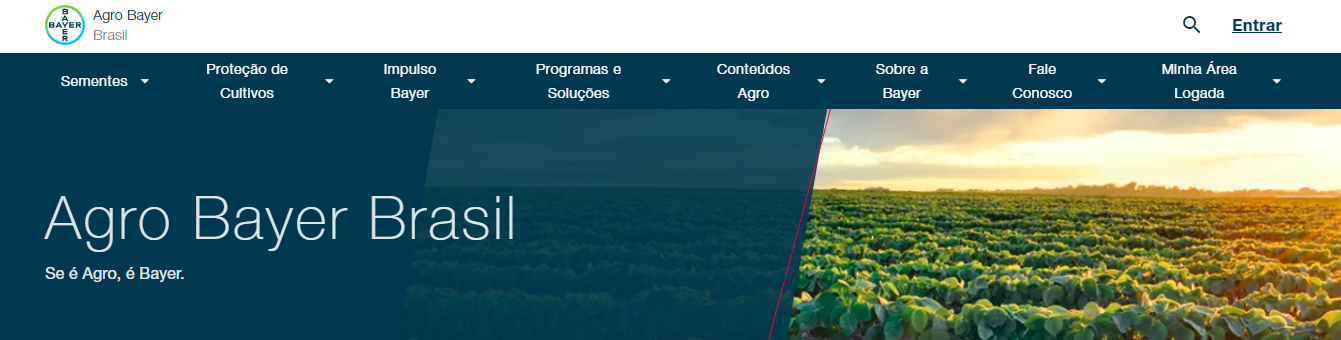 BAYER
Agro Bayer
Brasil
Entrar
Sementes
Proteção de
Cultivos
Impulso
Bayer
Programas e
Soluções
Conteúdos
Agro
Sobre a
Bayer
Fale
Conosco
Minha Área
Logada
Agro Bayer Brasil
Se é Agro, é Bayer.